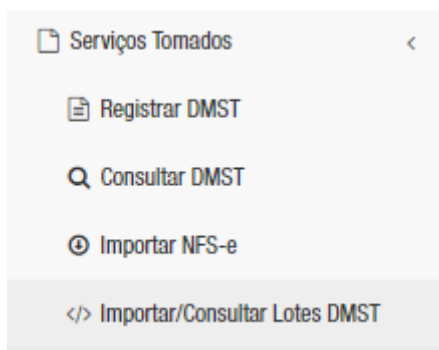 Serviços Tomados
Registrar DMST
Consultar DMST
Importar NFS-e
Importar/Consultar Lotes DMST